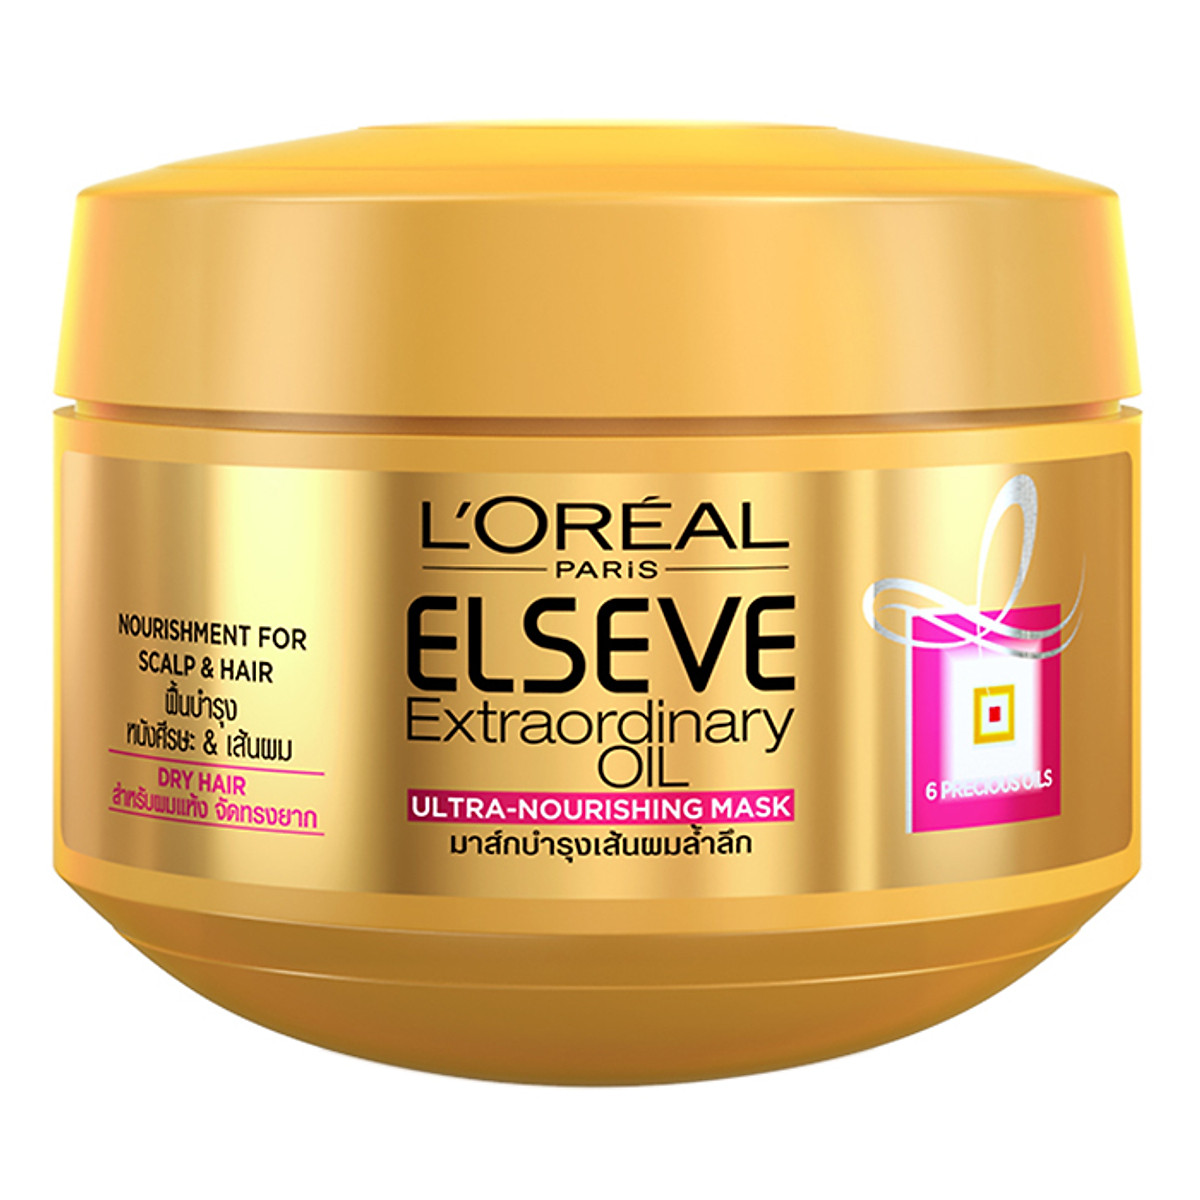 L'ORÉAL
PARiS
ELSEVE
Extraordinary
OIL
ULTRA-NOURISHING MASK
มาส์กบำรุงเส้นผมล้ำลึก
NOURISHMENT FOR
SCALP & HAIR
ฟื้นบำรุง
หนังศีรษะ & เส้นผม
DRY HAIR
สำหรับผมแห้ง จัดทรงยาก
6 PRECIOUS OILS